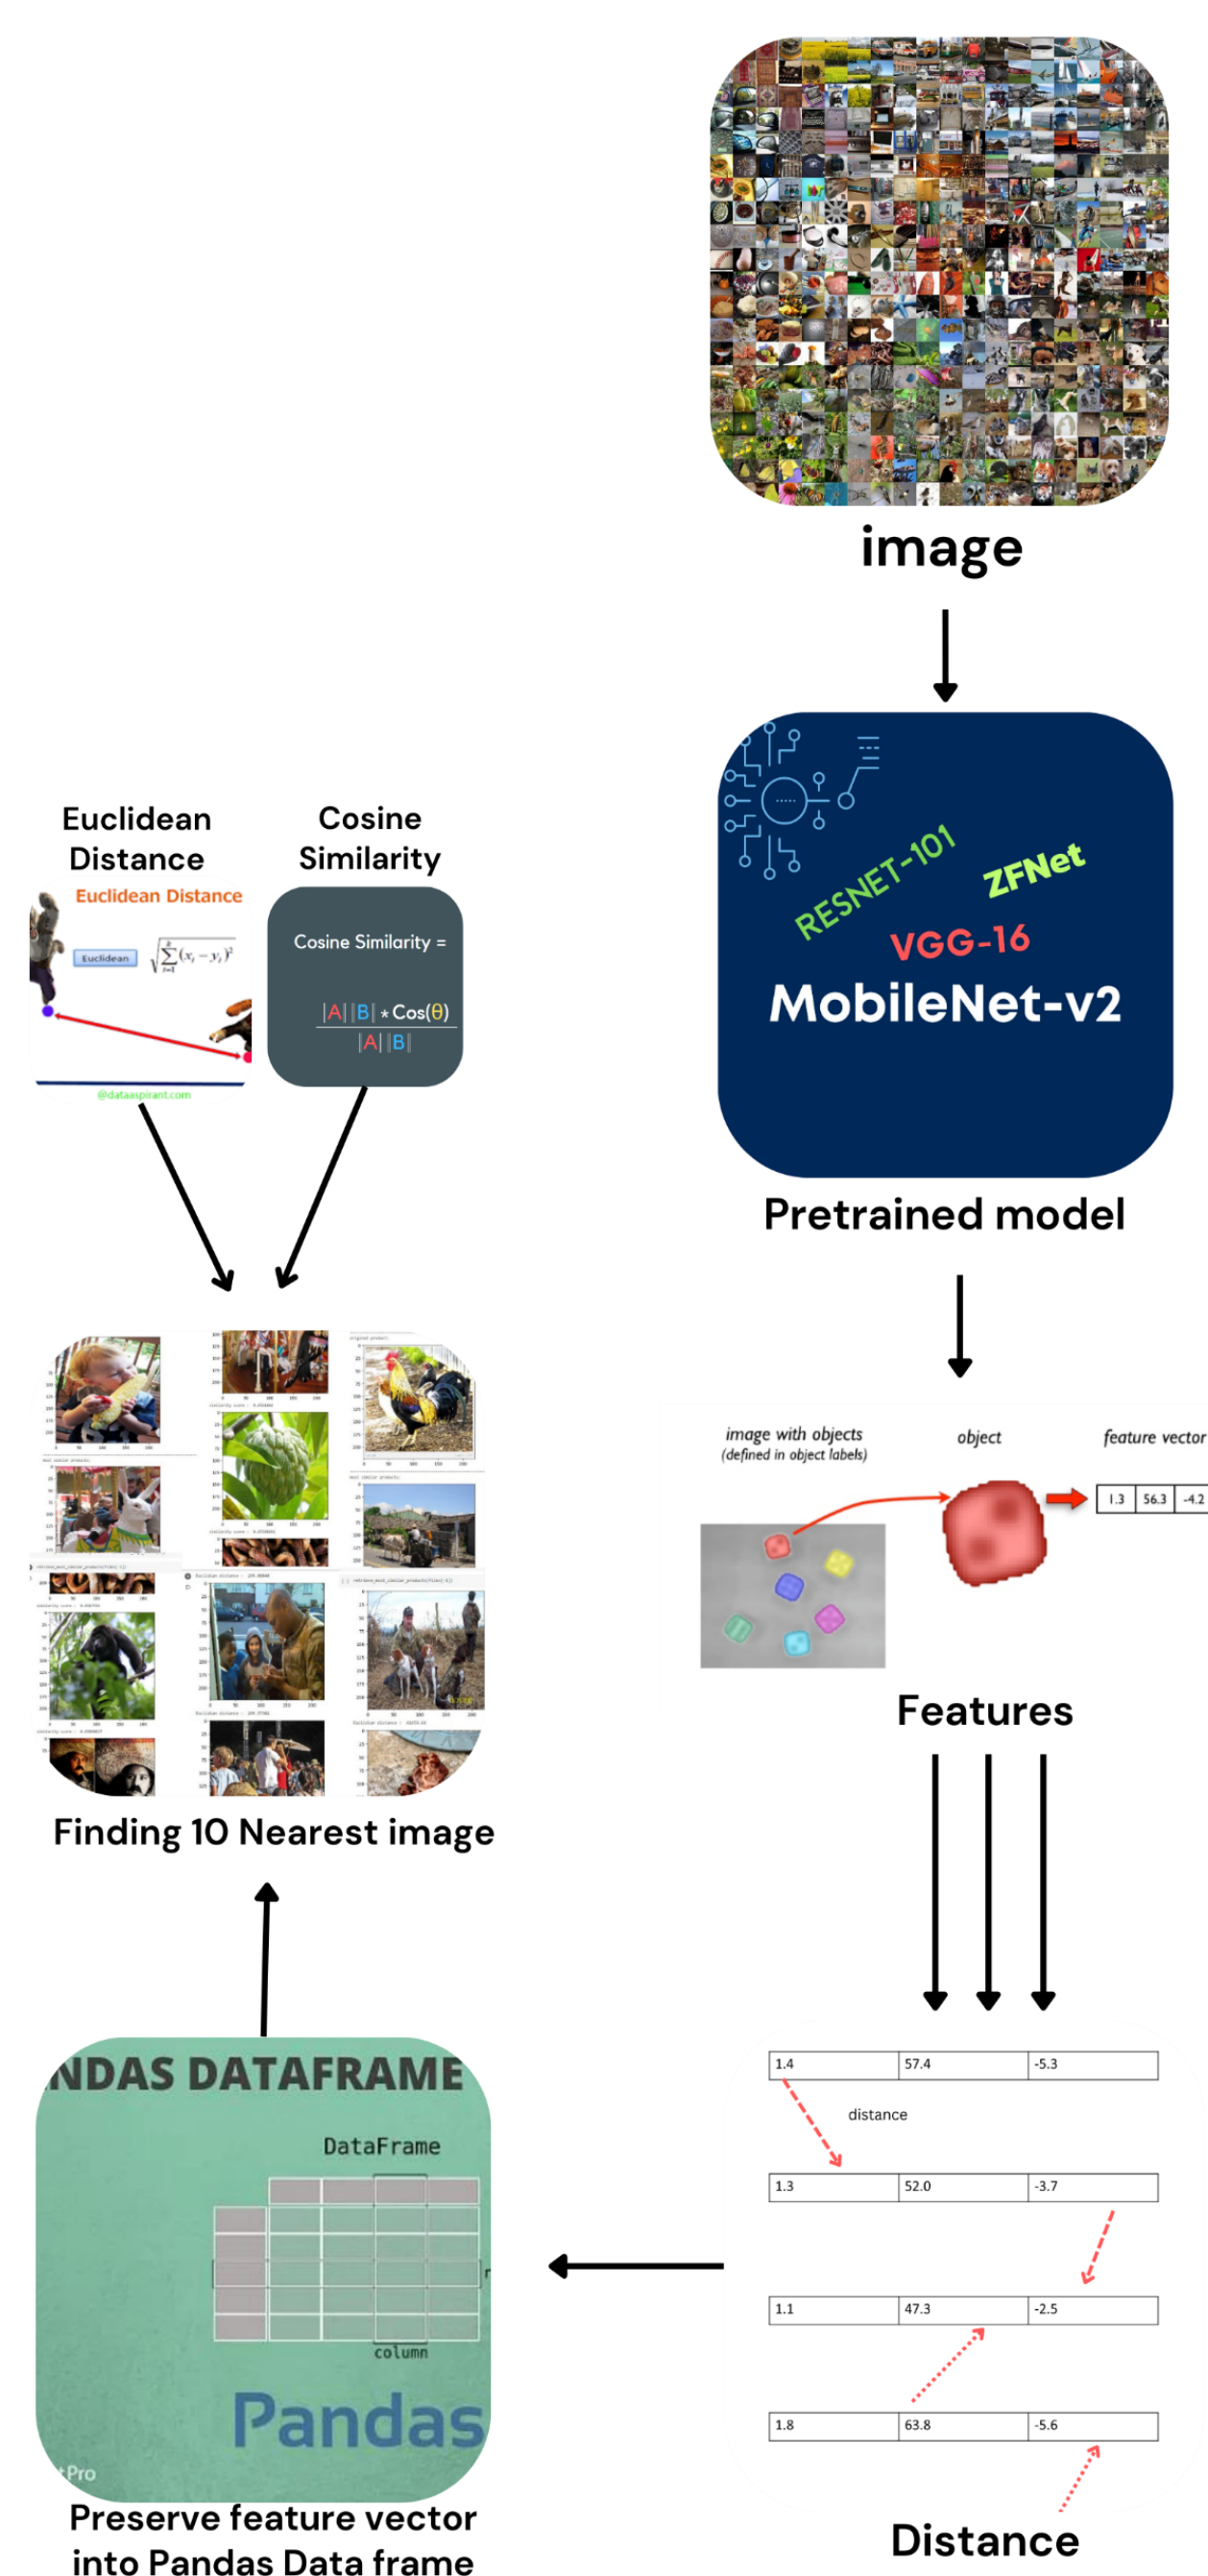 image
RESNET-101
ZFNet
VGG-16
MobileNet-v2
Pretrained model
Euclidean
Distance
Cosine
Similarity
Euclidean Distance
Euclidean
@dataaspirant.com
Cosine Similarity =
|A||B| * Cos(θ)
|A||B|
image with objects
(defined in object labels)
object
feature vector
1.3 56.3 -4.2
Features
Finding 10 Nearest image
1.4 57.4 -5.3
distance
1.3 52.0 -3.7
1.1 47.3 -2.5
1.8 63.8 -5.6
Distance
NDAS DATAFRAME
DataFrame
column
Pandas
tPro
Preserve feature vector
into Pandas Data frame